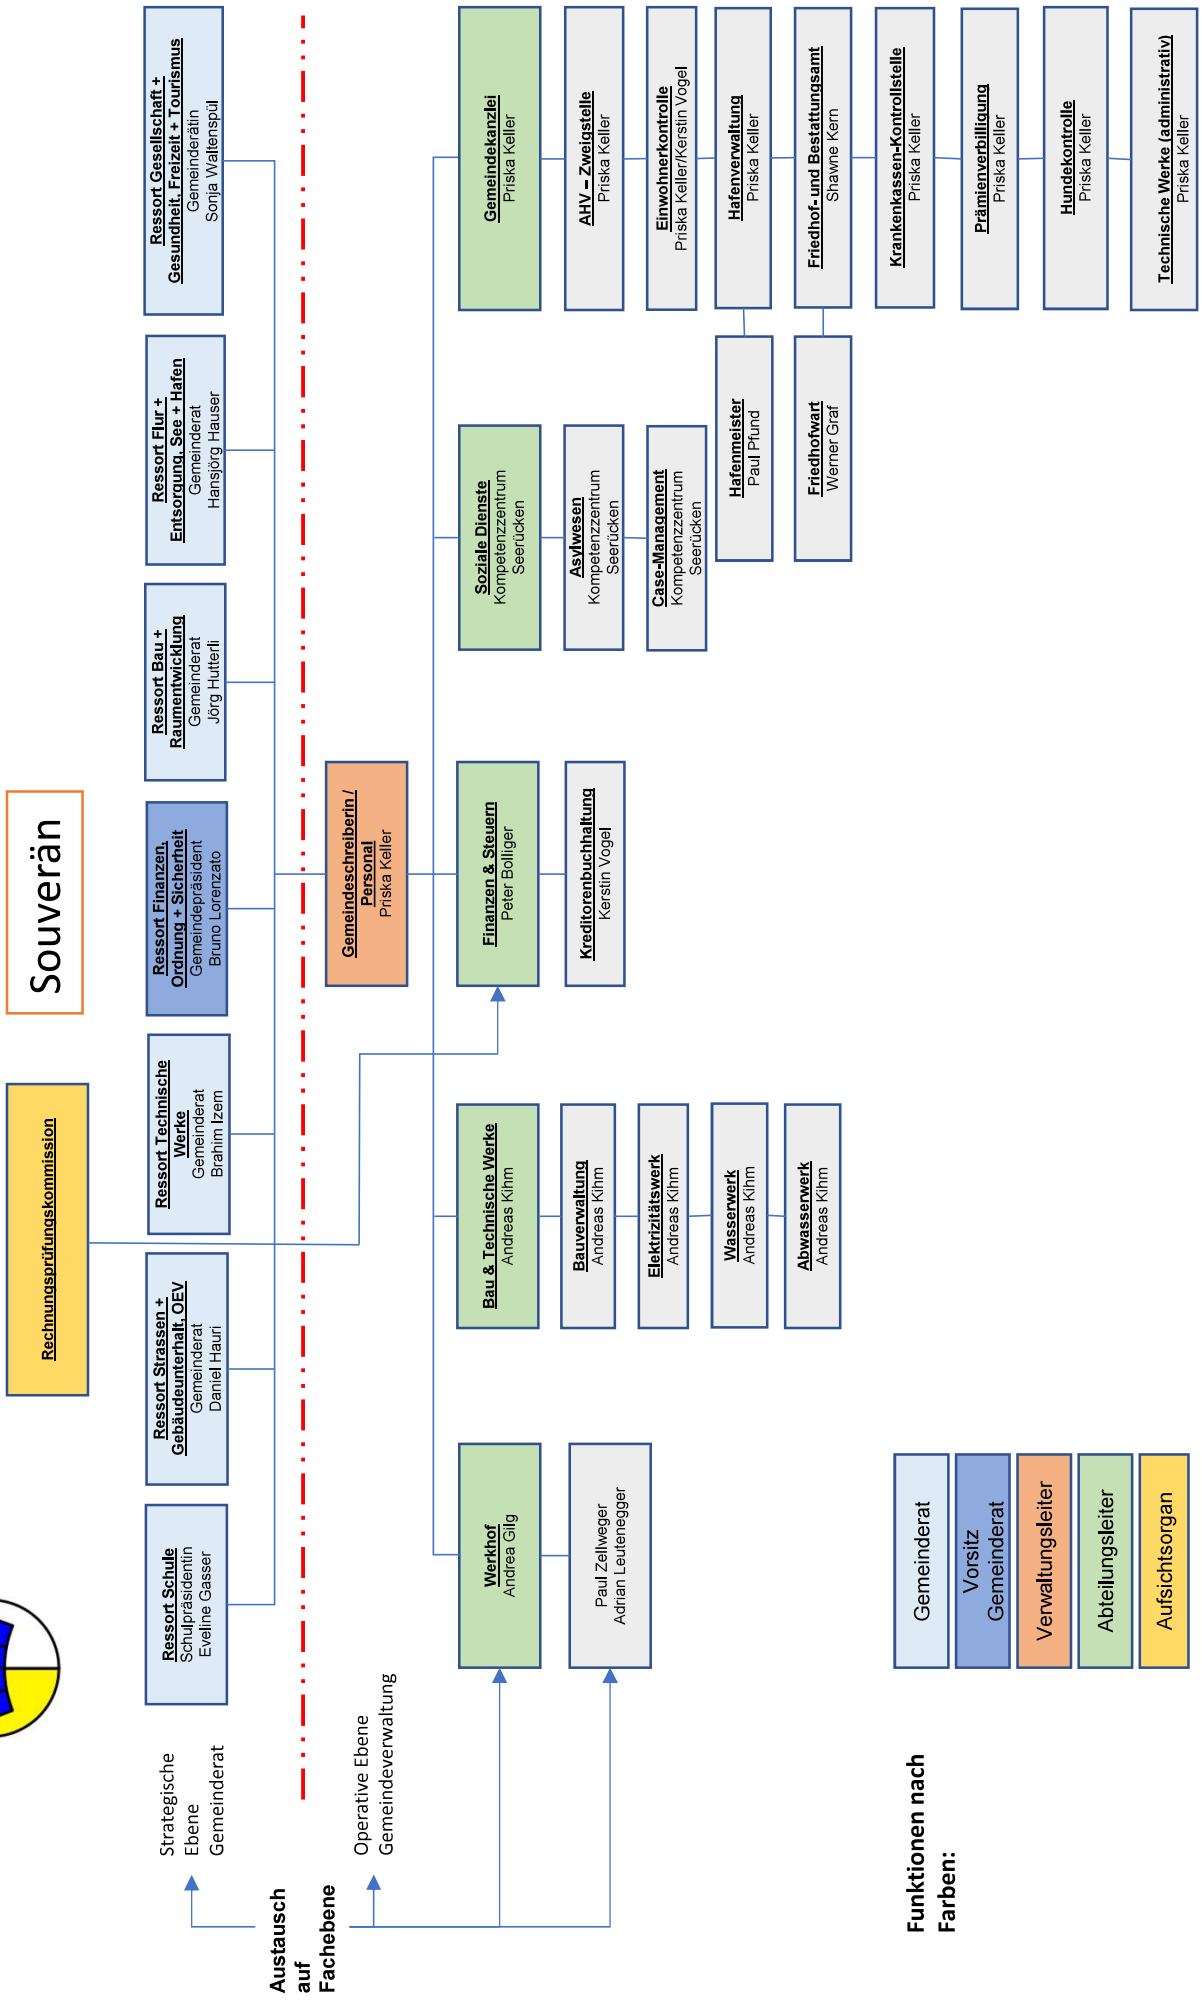 Souverän
Rechnungsprüfungskommission
Strategische
Ebene
Gemeinderat
Ressort Schule
Schulpräsidentin
Eveline Gasser
Ressort Strassen +
Gebäudeunterhalt, OEV
Gemeinderat
Daniel Hauri
Ressort Technische
Werke
Gemeinderat
Brahim Izem
Ressort Finanzen,
Ordnung + Sicherheit
Gemeindepräsident
Bruno Lorenzato
Ressort Bau +
Raumentwicklung
Gemeinderat
Jörg Hutterli
Ressort Flur +
Entsorgung, See + Hafen
Gemeinderat
Hansjörg Hauser
Ressort Gesellschaft +
Gesundheit, Freizeit + Tourismus
Gemeinderätin
Sonja Waltenspül
Austausch
auf
Fachebene
Operative Ebene
Gemeindeverwaltung
Gemeindeschreiberin /
Personal
Priska Keller
Werkhof
Andrea Gilg
Paul Zellweger
Adrian Leutenegger
Bau & Technische Werke
Andreas Kihm
Bauverwaltung
Andreas Kihm
Elektrizitätswerk
Andreas Kihm
Wasserwerk
Andreas Kihm
Abwasserwerk
Andreas Kihm
Finanzen & Steuern
Peter Bolliger
Kreditorenbuchhaltung
Kerstin Vogel
Soziale Dienste
Kompetenzzentrum
Seerücken
Asylwesen
Kompetenzzentrum
Seerücken
Case-Management
Kompetenzzentrum
Seerücken
Gemeindekanzlei
Priska Keller
AHV – Zweigstelle
Priska Keller
Einwohnerkontrolle
Priska Keller/Kerstin Vogel
Hafenverwaltung
Priska Keller
Hafenmeister
Paul Pfund
Friedhof- und Bestattungsamt
Shawne Kern
Friedhofwart
Werner Graf
Krankenkassen-Kontrollstelle
Priska Keller
Prämienverbilligung
Priska Keller
Hundekontrolle
Priska Keller
Technische Werke (administrativ)
Priska Keller
Funktionen nach
Farben:
Gemeinderat
Vorsitz
Gemeinderat
Verwaltungsleiter
Abteilungsleiter
Aufsichtsorgan